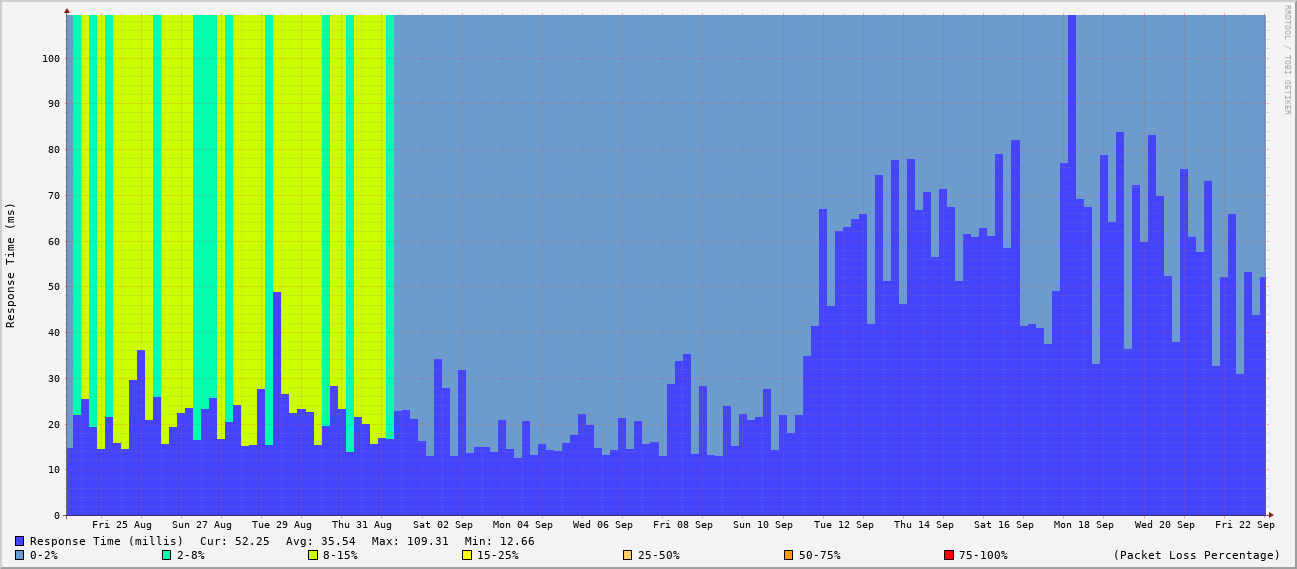 RRDTOOL / TOBI OETIKER
Response Time (ms)
100
90
80
70
60
50
40
30
20
10
0
Fri 25 Aug Sun 27 Aug Tue 29 Aug Thu 31 Aug Sat 02 Sep Mon 04 Sep Wed 06 Sep Fri 08 Sep Sun 10 Sep Tue 12 Sep Thu 14 Sep Sat 16 Sep Mon 18 Sep Wed 20 Sep Fri 22 Sep
Response Time (millis) Cur: 52.25 Avg: 35.54 Max: 109.31 Min: 12.66
0-2% 2-8% 8-15% 15-25% 25-50% 50-75% 75-100% (Packet Loss Percentage)